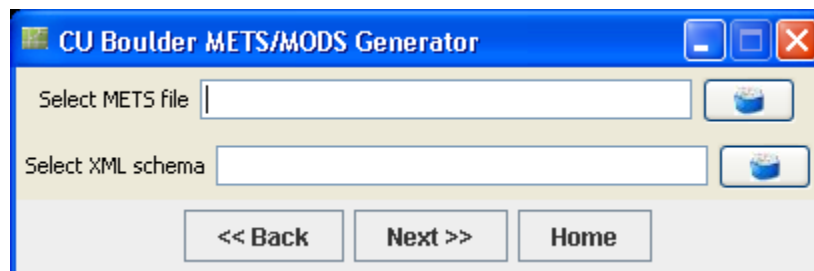 CU Boulder METS/MODS Generator
Select METS file
Select XML schema
<< Back Next >> Home